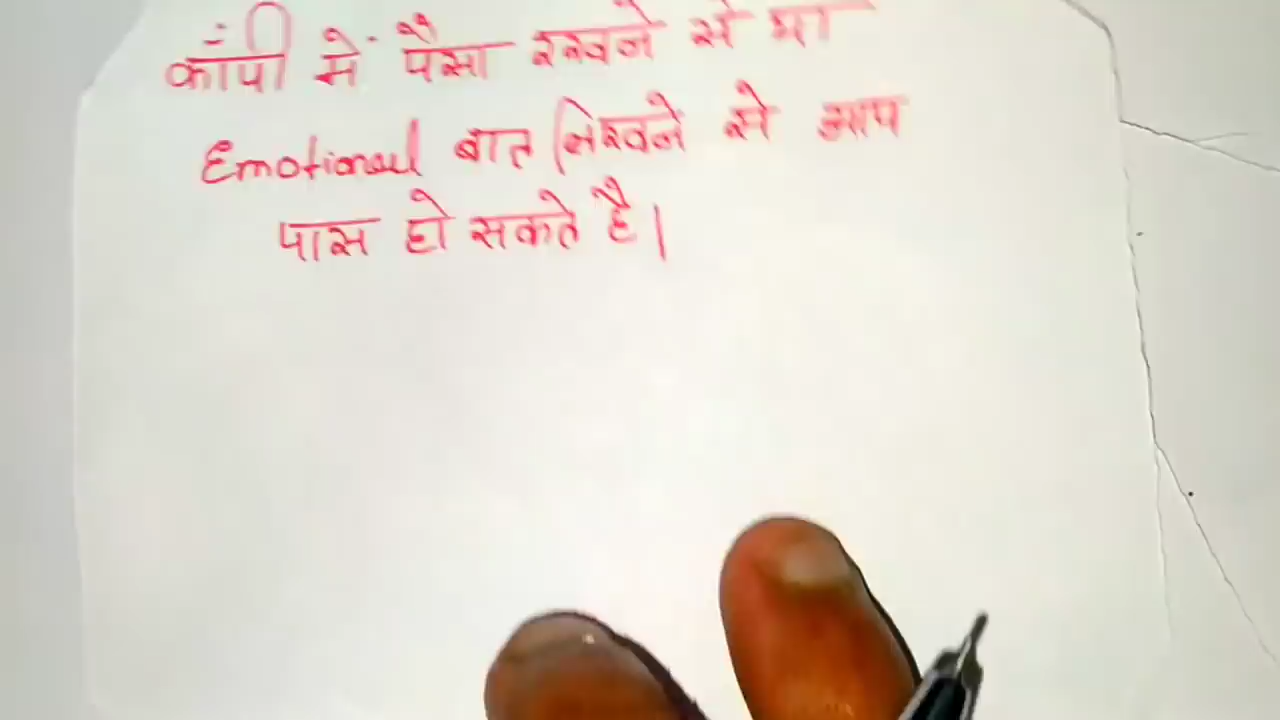 कॉपी में पैसा रखने से या
Emotional बात लिखने से आप
पास हो सकते है।